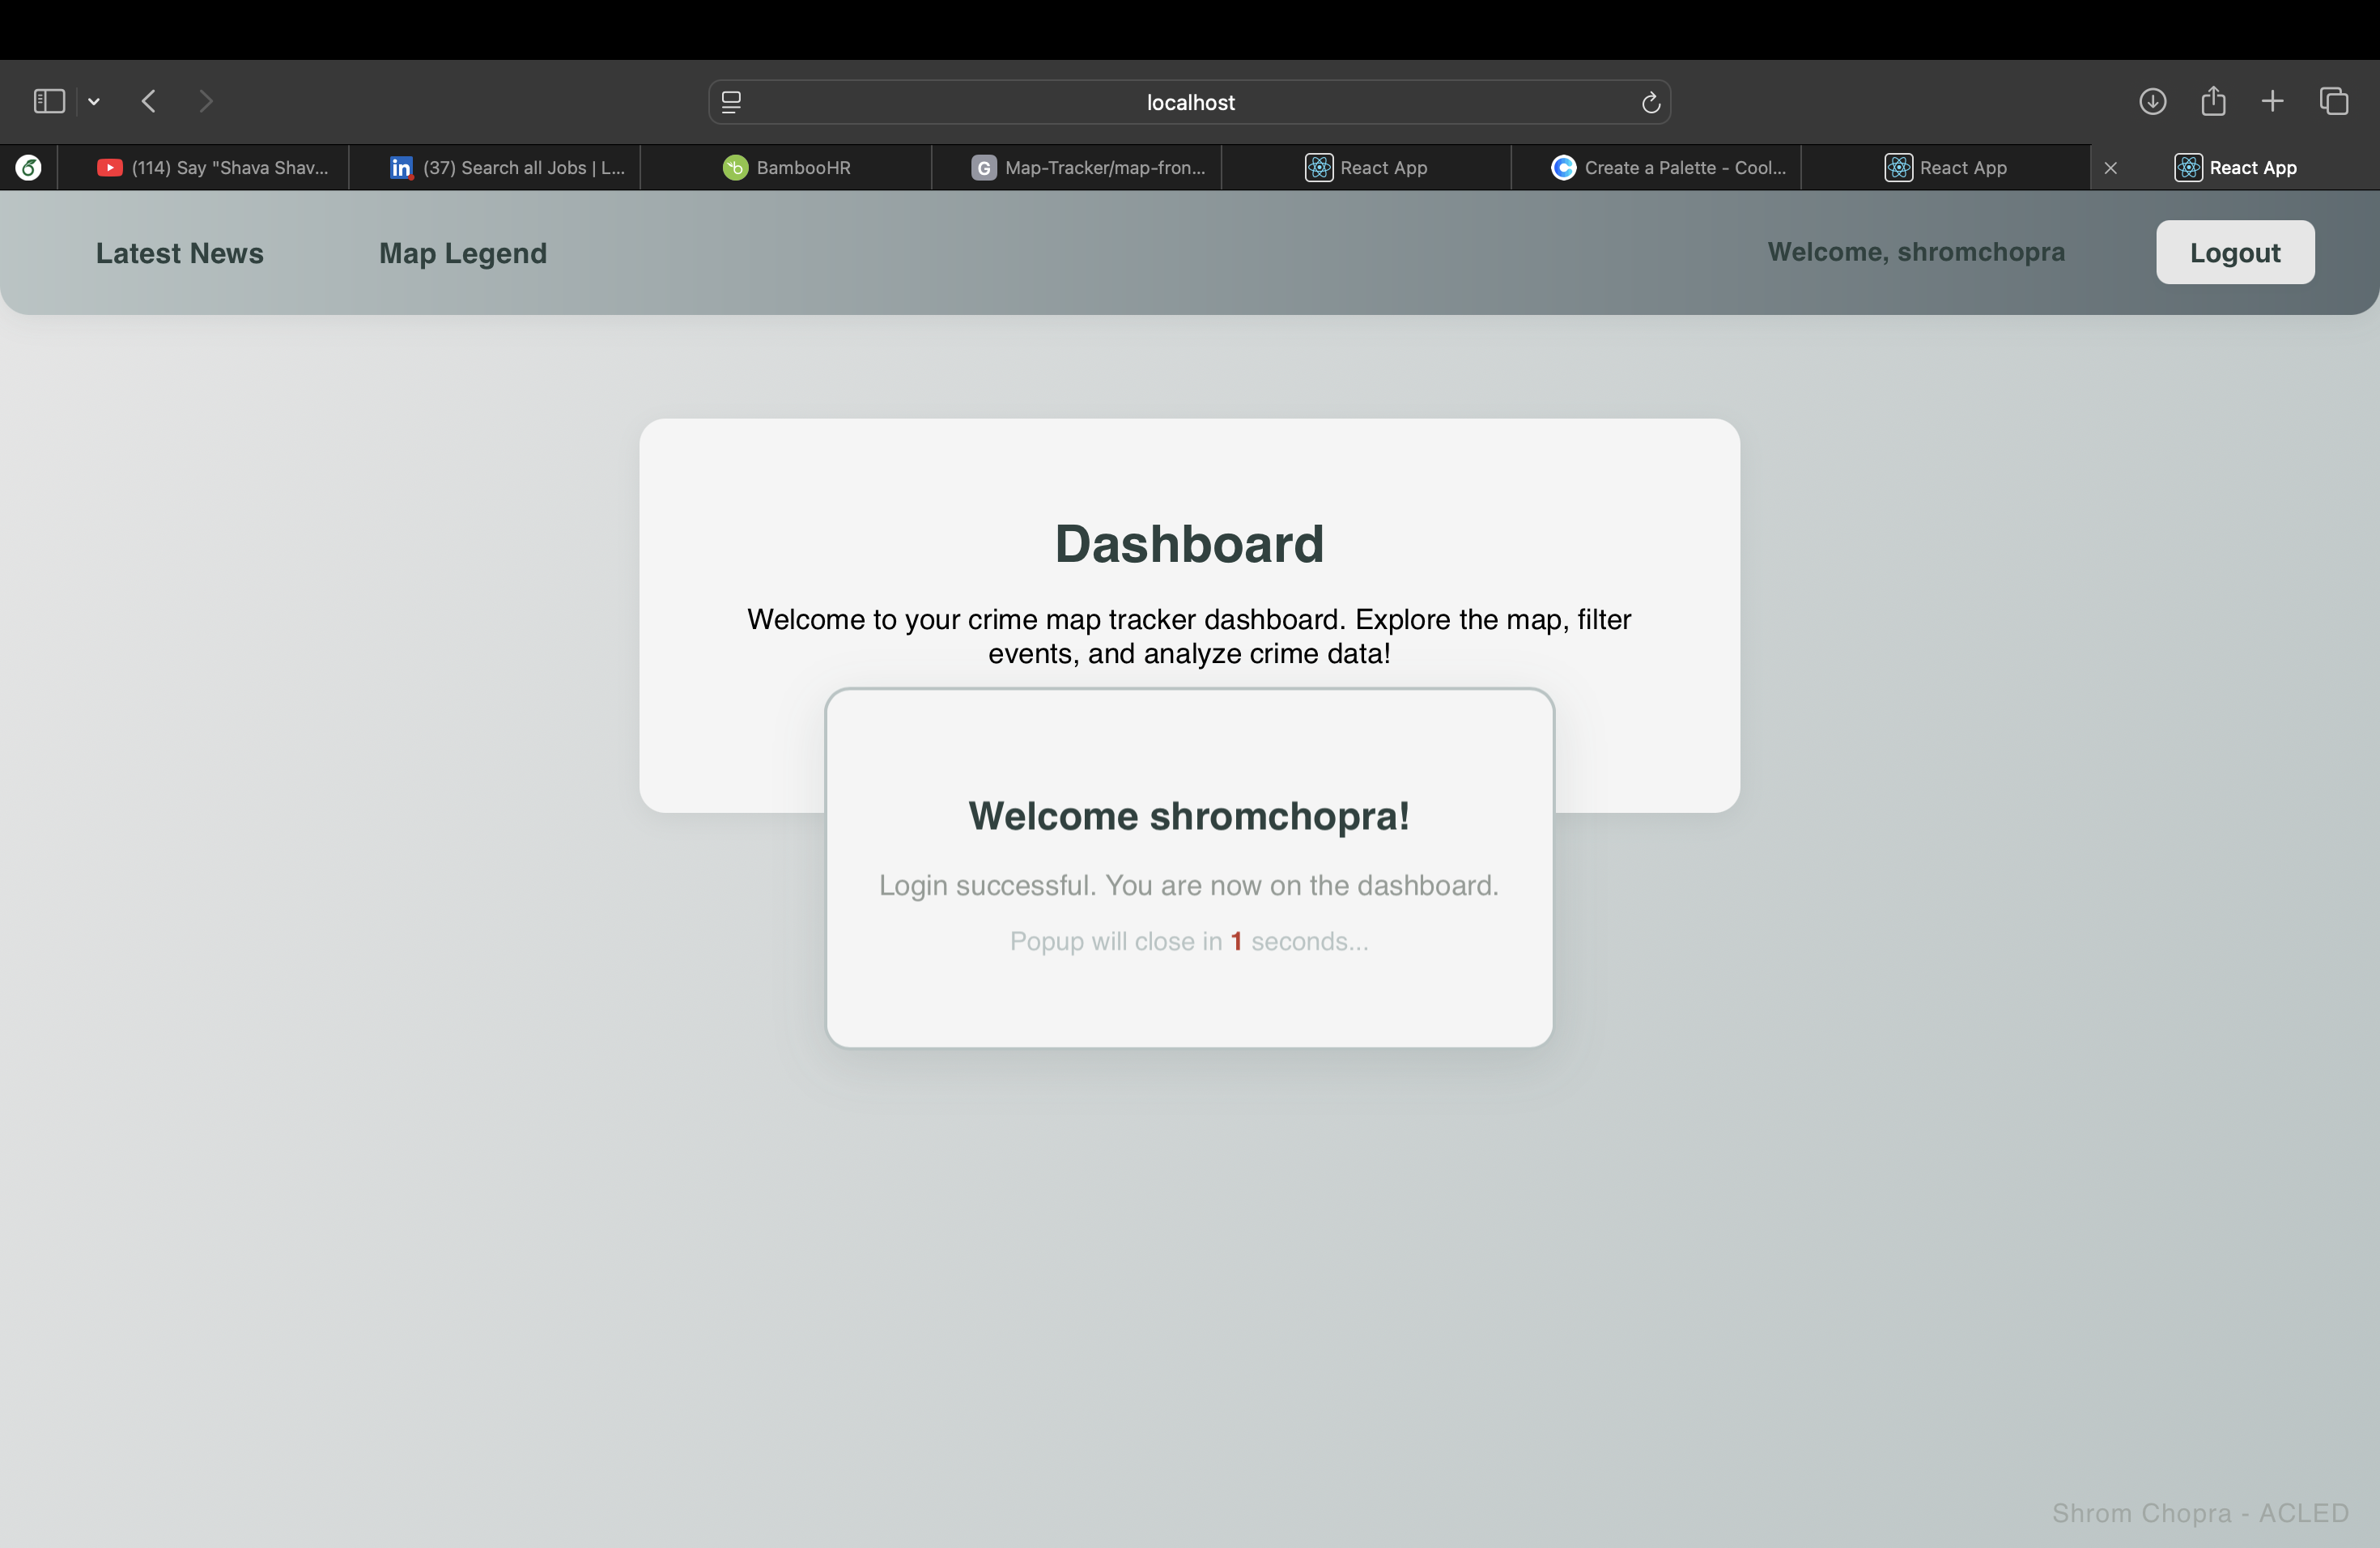 localhost
(114) Say "Shava Shav...
(37) Search all Jobs | L...
BambooHR
G Map-Tracker/map-fron...
React App
Create a Palette - Cool...
React App
React App
Latest News
Map Legend
Welcome, shromchopra
Logout
Dashboard
Welcome to your crime map tracker dashboard. Explore the map, filter
events, and analyze crime data!
Welcome shromchopra!
Login successful. You are now on the dashboard.
Popup will close in 1 seconds...
Shrom Chopra - ACLED